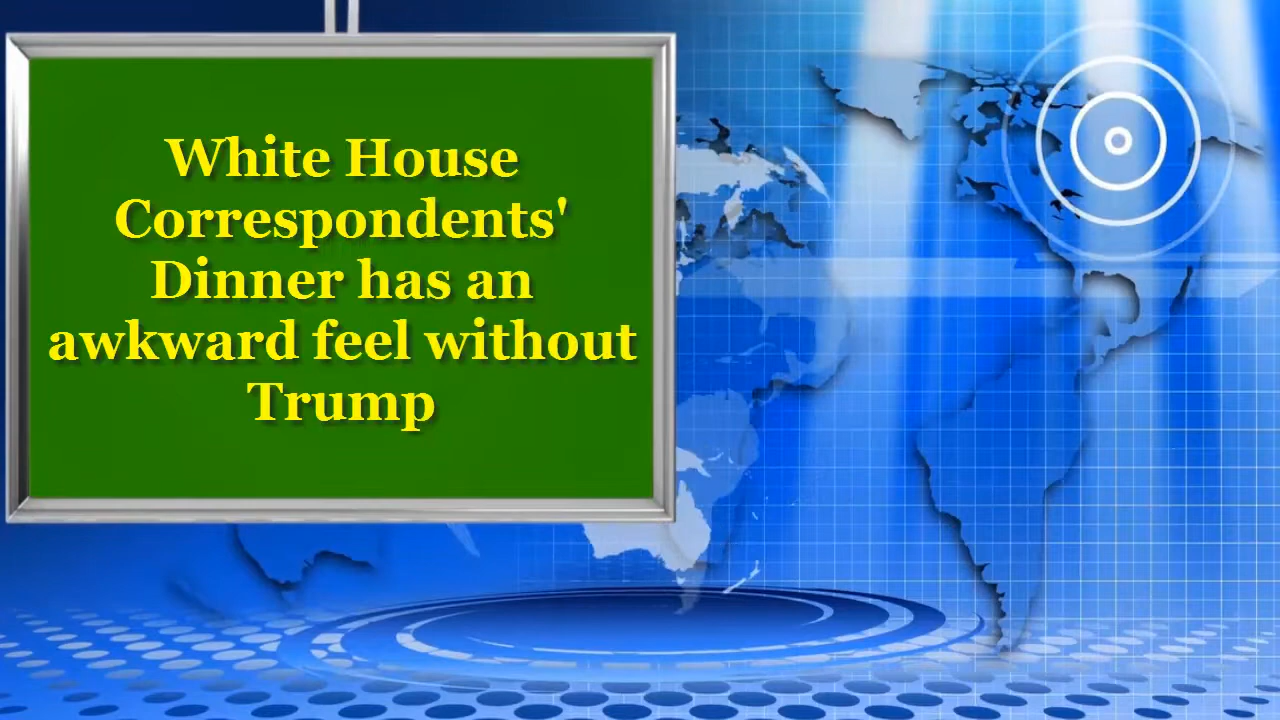 White House
Correspondents'
Dinner has an
awkward feel without
Trump